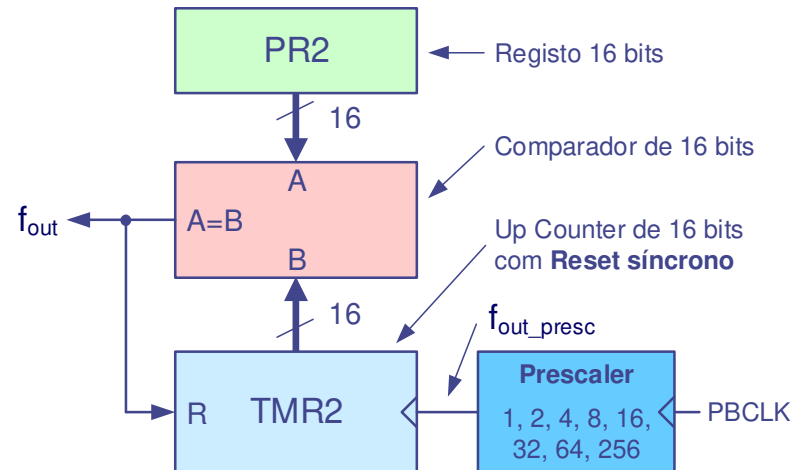 PR2
Registo 16 bits
16
Comparador de 16 bits
A
f_out
A=B
B
Up Counter de 16 bits
com Reset síncrono
16
f_out_presc
R
TMR2
Prescaler
1, 2, 4, 8, 16,
32, 64, 256
PBCLK